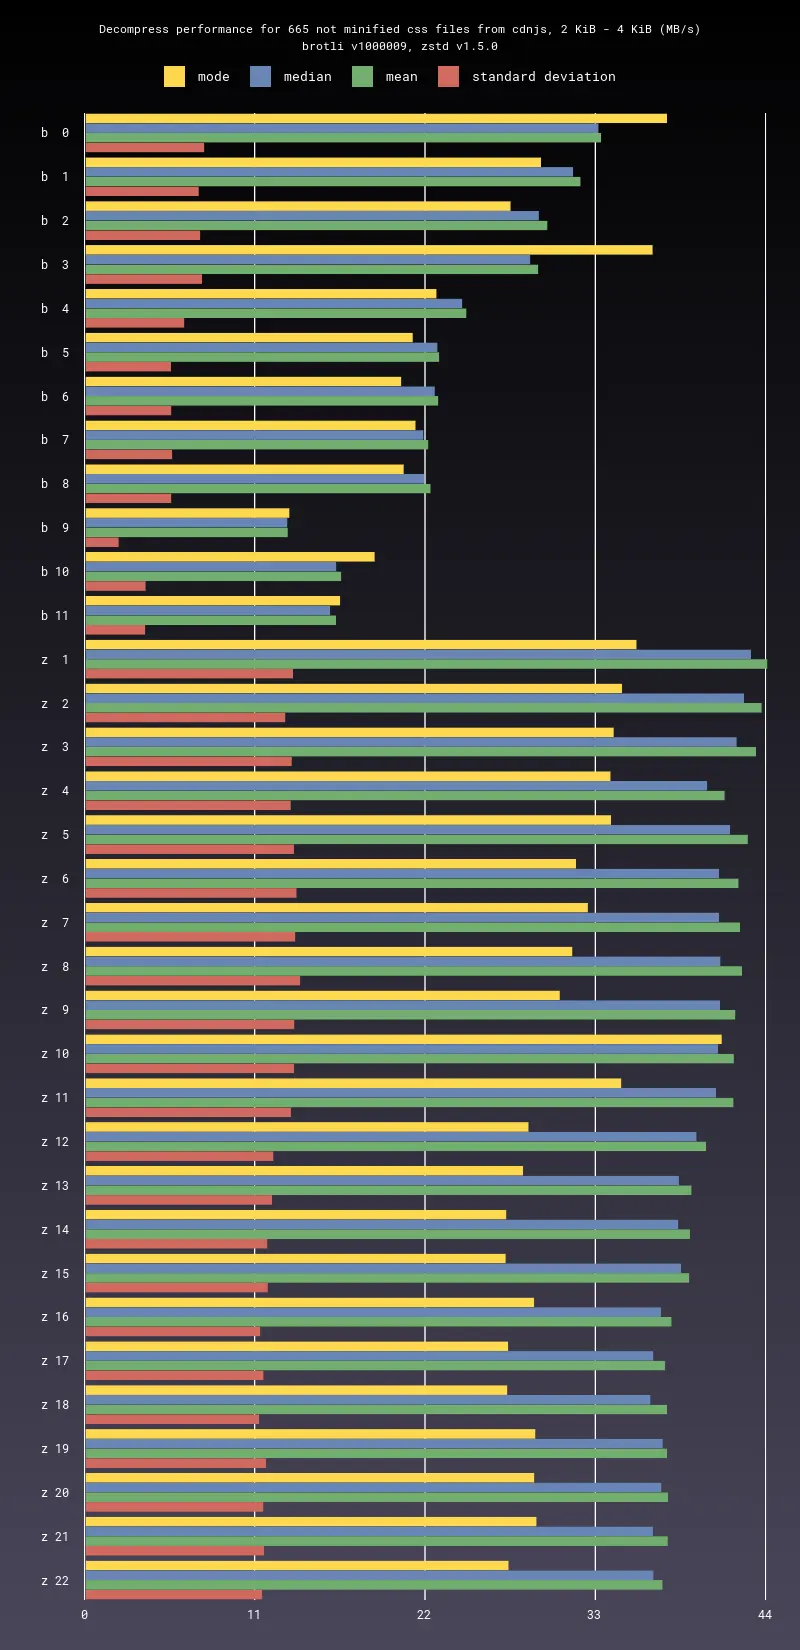 Decompress performance for 665 not minified css files from cdnjs, 2 KiB - 4 KiB (MB/s)
brotli v1000009, zstd v1.5.0
mode median mean standard deviation
b 0
b 1
b 2
b 3
b 4
b 5
b 6
b 7
b 8
b 9
b 10
b 11
z 1
z 2
z 3
z 4
z 5
z 6
z 7
z 8
z 9
z 10
z 11
z 12
z 13
z 14
z 15
z 16
z 17
z 18
z 19
z 20
z 21
z 22
0 11 22 33 44